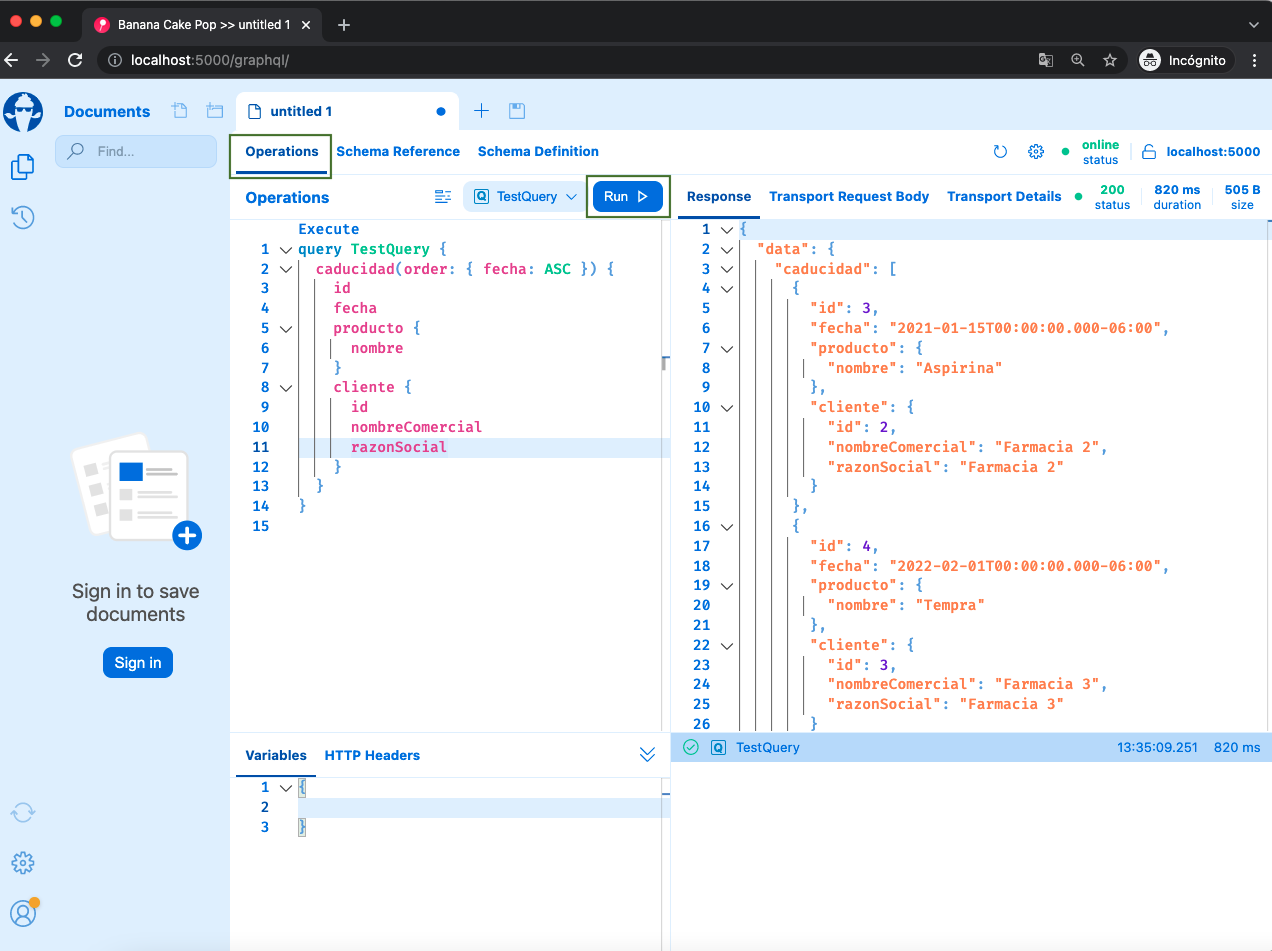 Banana Cake Pop >> untitled 1
localhost:5000/graphql/
Incógnito
Documents
untitled 1
Find...
Operations Schema Reference Schema Definition
online
status
localhost:5000
Operations
TestQuery
Run
Response Transport Request Body Transport Details
200
status
820 ms
duration
505 B
size
Execute
1 query TestQuery {
2 caducidad(order: { fecha: ASC }) {
3 id
4 fecha
5 producto {
6 nombre
7 }
8 cliente {
9 id
10 nombreComercial
11 razonSocial
12 }
13 }
14 }
15
1 {
2 "data": {
3 "caducidad": [
4 {
5 "id": 3,
6 "fecha": "2021-01-15T00:00:00.000-06:00",
7 "producto": {
8 "nombre": "Aspirina"
9 },
10 "cliente": {
11 "id": 2,
12 "nombreComercial": "Farmacia 2",
13 "razonSocial": "Farmacia 2"
14 }
15 },
16 {
17 "id": 4,
18 "fecha": "2022-02-01T00:00:00.000-06:00",
19 "producto": {
20 "nombre": "Tempra"
21 },
22 "cliente": {
23 "id": 3,
24 "nombreComercial": "Farmacia 3",
25 "razonSocial": "Farmacia 3"
26 }
Sign in to save
documents
Sign in
Variables HTTP Headers
1 {
2
3 }
Q TestQuery 13:35:09.251 820 ms